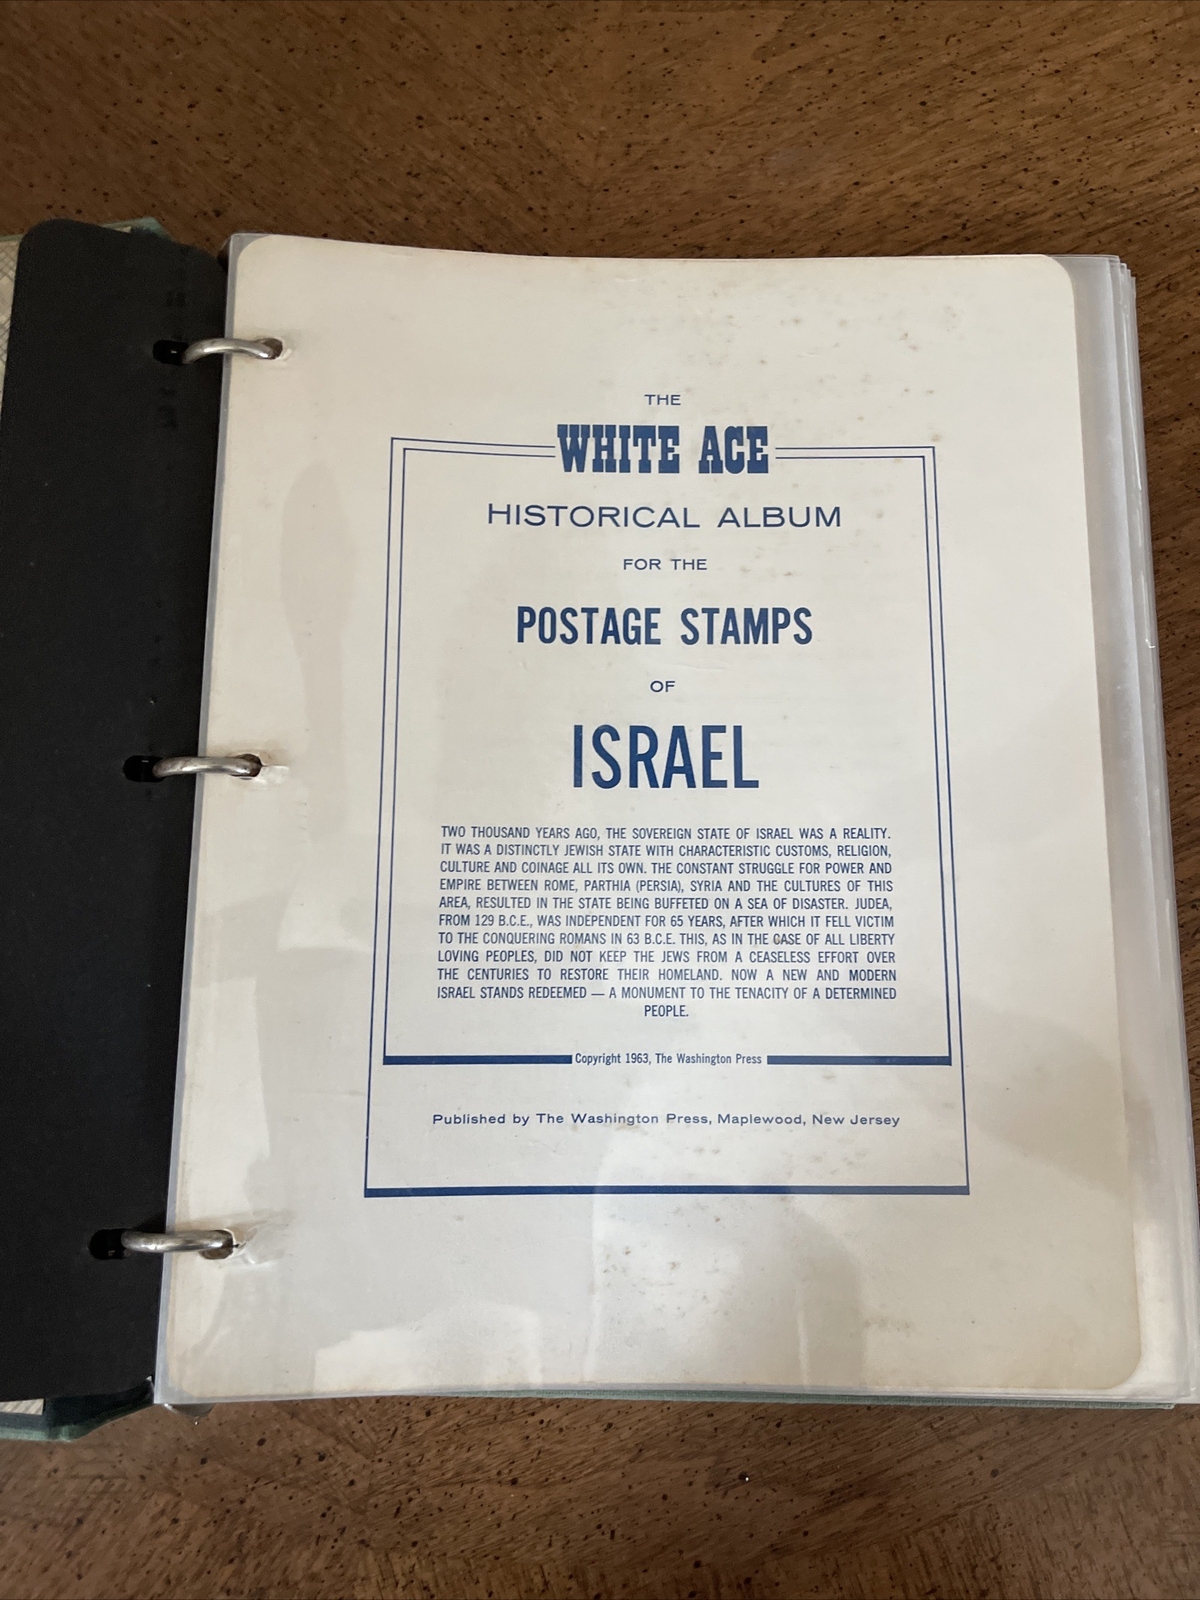 THE
WHITE ACE
HISTORICAL ALBUM
FOR THE
POSTAGE STAMPS
OF
ISRAEL
TWO THOUSAND YEARS AGO, THE SOVEREIGN STATE OF ISRAEL WAS A REALITY.
IT WAS A DISTINCTLY JEWISH STATE WITH CHARACTERISTIC CUSTOMS, RELIGION,
CULTURE AND COINAGE ALL ITS OWN. THE CONSTANT STRUGGLE FOR POWER AND
EMPIRE BETWEEN ROME, PARTHIA (PERSIA), SYRIA AND THE CULTURES OF THIS
AREA, RESULTED IN THE STATE BEING BUFFETED ON A SEA OF DISASTER. JUDEA,
FROM 129 B.C.E., WAS INDEPENDENT FOR 65 YEARS, AFTER WHICH IT FELL VICTIM
TO THE CONQUERING ROMANS IN 63 B.C.E. THIS, AS IN THE CASE OF ALL LIBERTY
LOVING PEOPLES, DID NOT KEEP THE JEWS FROM A CEASELESS EFFORT OVER
THE CENTURIES TO RESTORE THEIR HOMELAND. NOW A NEW AND MODERN
ISRAEL STANDS REDEEMED — A MONUMENT TO THE TENACITY OF A DETERMINED
PEOPLE.
Copyright 1963, The Washington Press
Published by The Washington Press, Maplewood, New Jersey